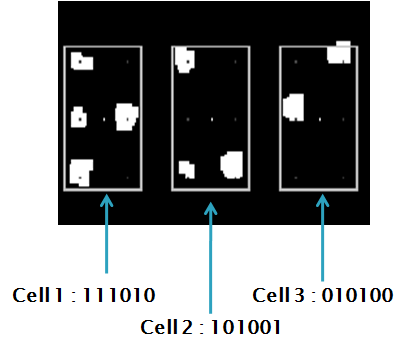 Cell 1 : 111010
Cell 3 : 010100
Cell 2 : 101001